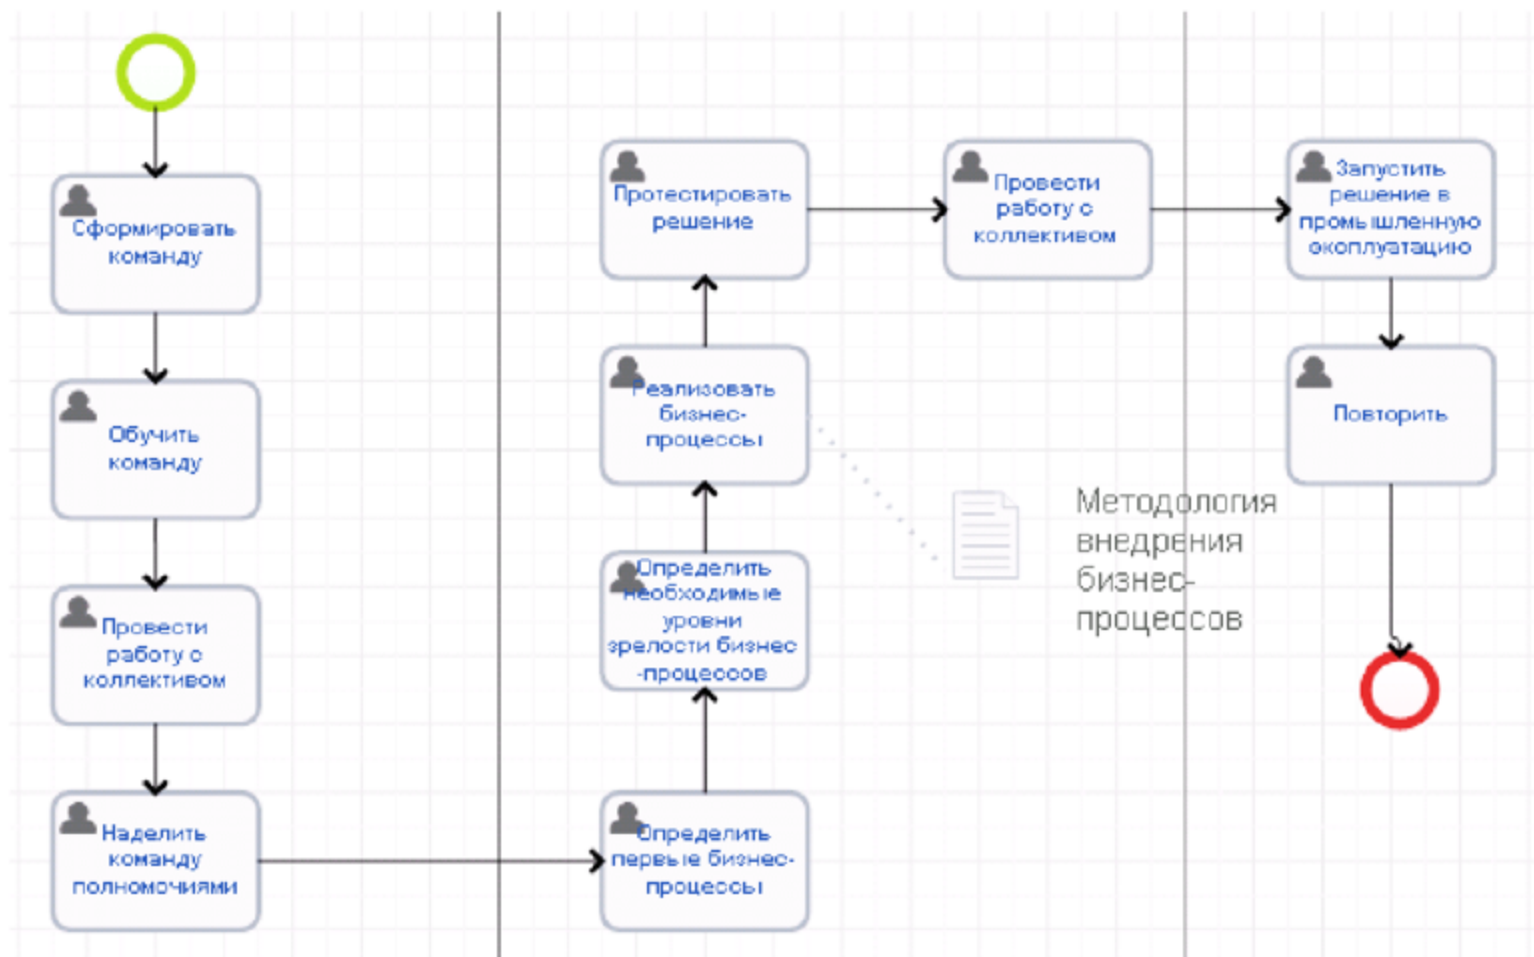 Сформировать
команду
Обучить
команду
Провести
работу с
коллективом
Наделить
команду
полномочиями
Определить
первые бизнес-
процессы
Определить
необходимые
уровни
зрелости бизнес
-процессов
Реализовать
бизнес-
процессы
Протестировать
решение
Провести
работу с
коллективом
Методология
внедрения
бизнес-
процессов
Запустить
решение в
промышленную
эксплуатацию
Повторить